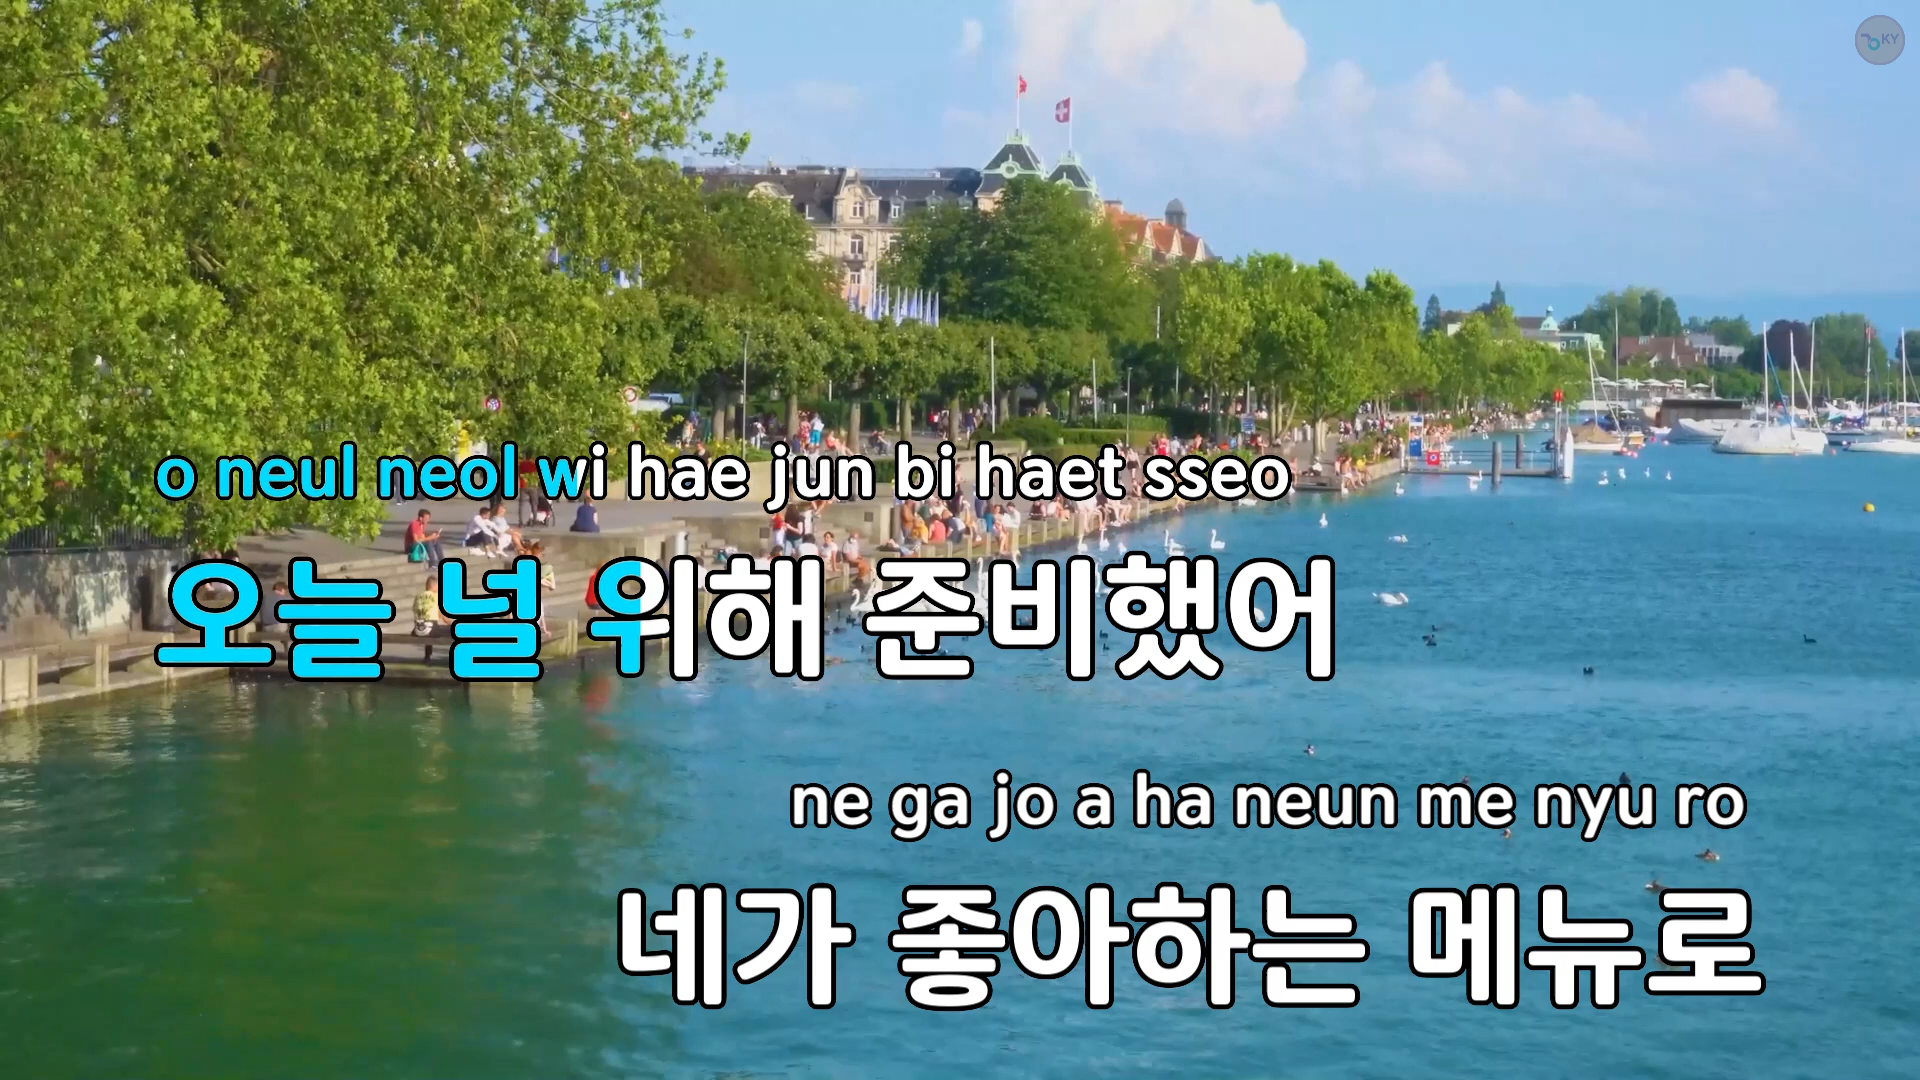 KY
o neul neol wi hae jun bi haet sseo
오늘 널 위해 준비했어
ne ga jo a ha neun me nyu ro
네가 좋아하는 메뉴로